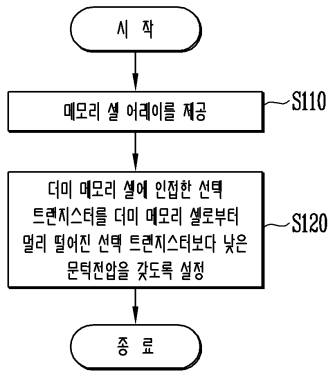 시 작
메모리 셀 어레이를 제공
S110
더미 메모리 셀에 인접한 선택
트랜지스터를 더미 메모리 셀로부터
멀리 떨어진 선택 트랜지스터보다 낮은
문턱전압을 갖도록 설정
S120
종 료